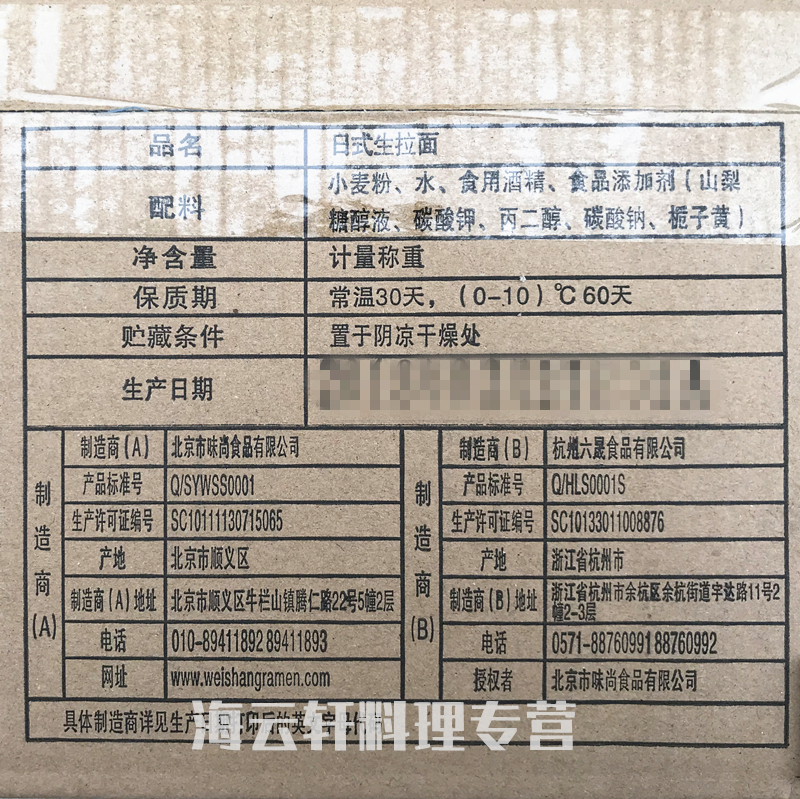 品名 日式生拉面
配料 小麦粉、水、食用酒精、食品添加剂(山梨
糖醇液、碳酸钾、丙二醇、碳酸钠、栀子黄)
净含量 计量称重
保质期 常温30天,(0-10)℃ 60天
贮藏条件 置于阴凉干燥处
生产日期
制造商(A)
制造商(A) 北京市味尚食品有限公司
产品标准号 Q/SYWSS0001
生产许可证编号 SC10111130715065
产地 北京市顺义区
制造商(A)地址 北京市顺义区牛栏山镇腾仁路22号5幢2层
电话 010-89411892 89411893
网址 www.weishangramen.com
制造商(B)
制造商(B) 杭州六晟食品有限公司
产品标准号 Q/HLS0001S
生产许可证编号 SC10133011008876
产地 浙江省杭州市
制造商(B)地址 浙江省杭州市余杭区余杭街道宇达路11号2
幢2-3层
电话 0571-88760991 88760992
授权者 北京市味尚食品有限公司
具体制造商详见生产日期打印后的英文字母代
海云轩料理专营